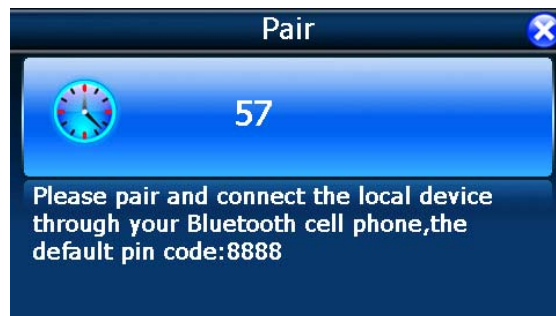 Pair
57
Please pair and connect the local device
through your Bluetooth cell phone,the
default pin code:8888